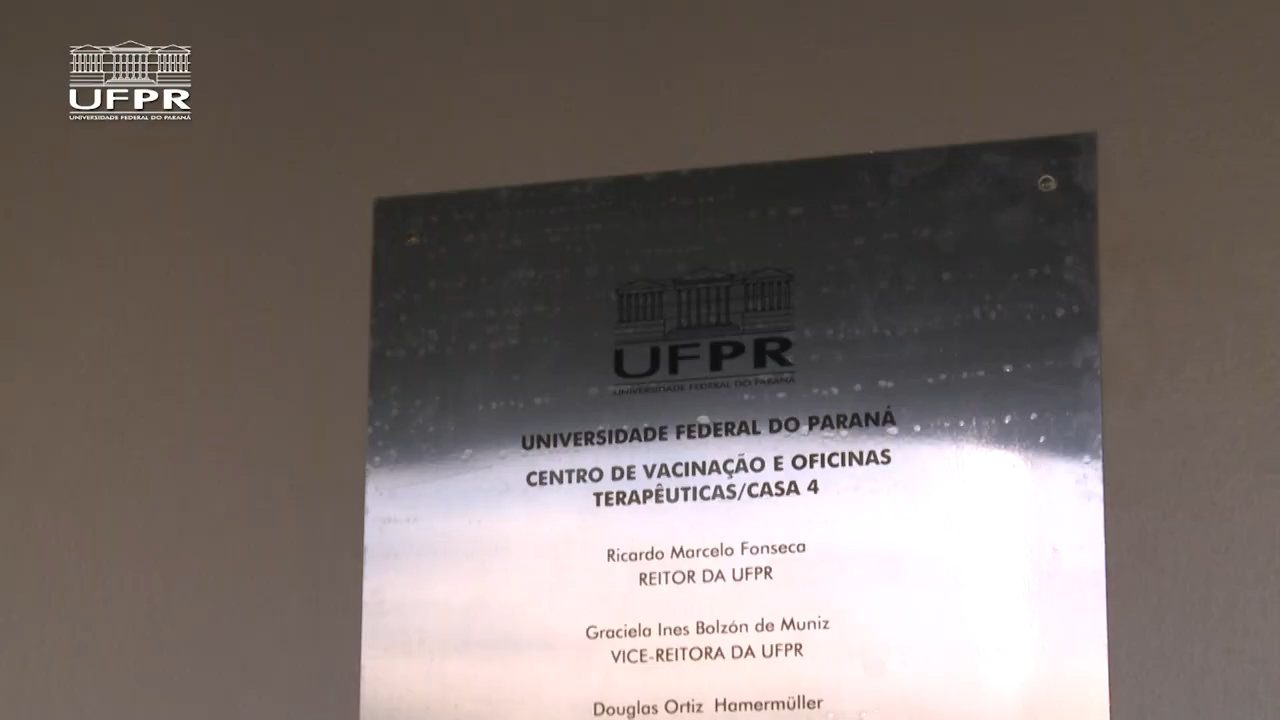 UFPR
UNIVERSIDADE FEDERAL DO PARANÁ
UFPR
UNIVERSIDADE FEDERAL DO PARANÁ
UNIVERSIDADE FEDERAL DO PARANÁ
CENTRO DE VACINAÇÃO E OFICINAS
TERAPÊUTICAS/CASA 4
Ricardo Marcelo Fonseca
REITOR DA UFPR
Graciela Ines Bolzón de Muniz
VICE-REITORA DA UFPR
Douglas Ortiz Hamermüller